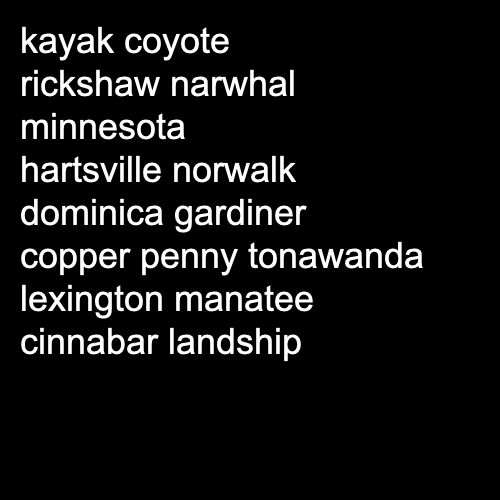 kayak coyote
rickshaw narwhal
minnesota
hartsville norwalk
dominica gardiner
copper penny tonawanda
lexington manatee
cinnabar landship